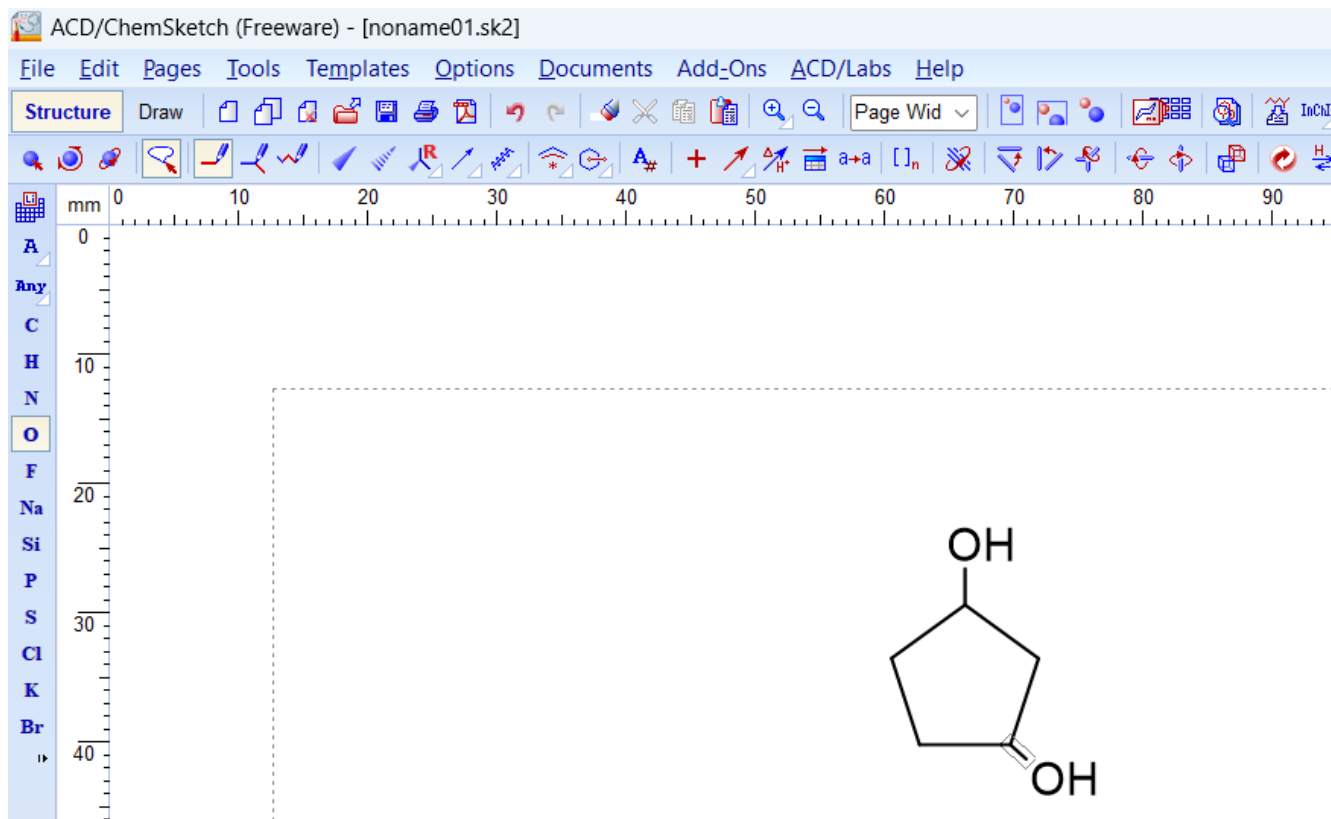 ACD/ChemSketch (Freeware) - [noname01.sk2]
File Edit Pages Tools Templates Options Documents Add-Ons ACD/Labs Help
Structure Draw Page Wid InChI
R A# H+ a→a []n H
Li mm 0 10 20 30 40 50 60 70 80 90
0
A
Any
C
H
10
N
O
F
20
Na
Si
OH
P
S
30
Cl
K
Br
40
OH